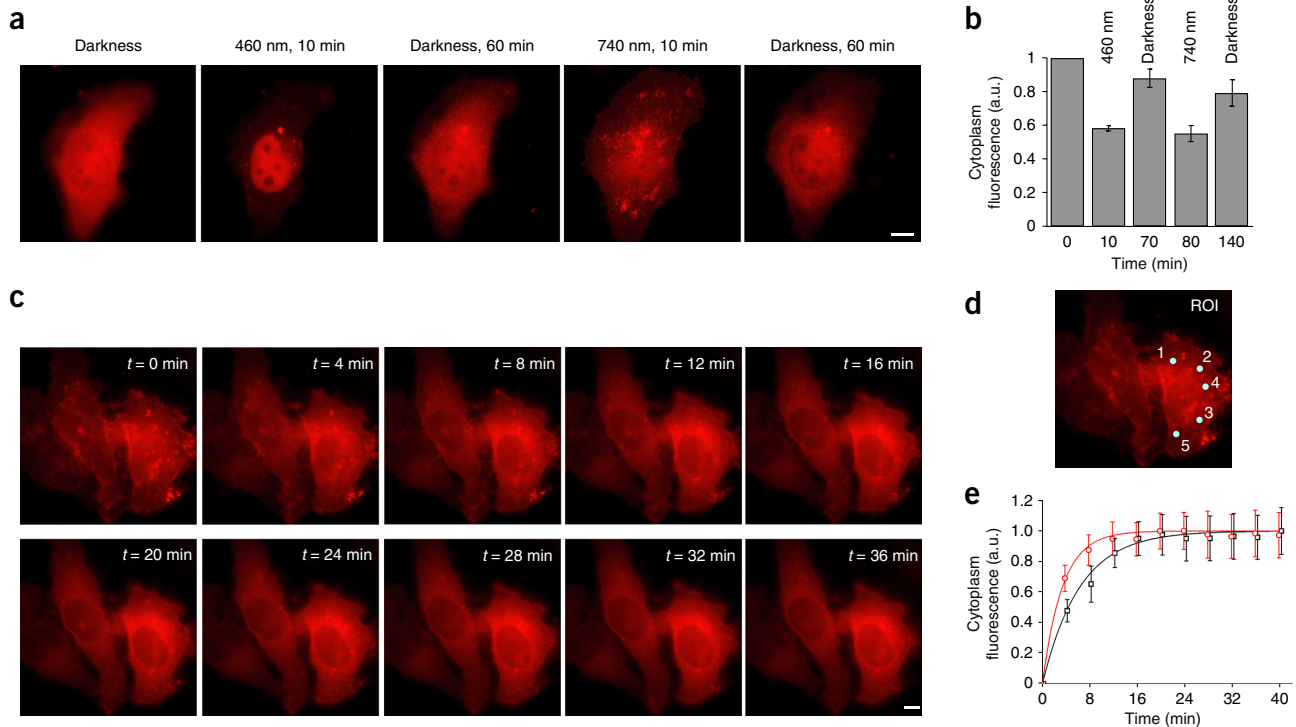 a
Darkness
460 nm, 10 min
Darkness, 60 min
740 nm, 10 min
Darkness, 60 min
b
460 nm
Darkness
740 nm
Darkness
1
0.8
0.6
0.4
0.2
0
Cytoplasm
fluorescence (a.u.)
0 10 70 80 140
Time (min)
c
t = 0 min
t = 4 min
t = 8 min
t = 12 min
t = 16 min
t = 20 min
t = 24 min
t = 28 min
t = 32 min
t = 36 min
d
ROI
1
2
4
3
5
e
1.2
1.0
0.8
0.6
0.4
0.2
0
Cytoplasm
fluorescence (a.u.)
0 8 16 24 32 40
Time (min)